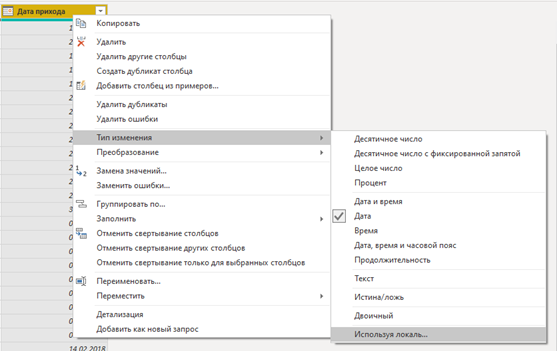 Дата прихода
Копировать
Удалить
Удалить другие столбцы
Создать дубликат столбца
Добавить столбец из примеров...
Удалить дубликаты
Удалить ошибки
Тип изменения
Преобразование
Замена значений...
Заменить ошибки...
Группировать по...
Заполнить
Отменить свертывание столбцов
Отменить свертывание других столбцов
Отменить свертывание только для выбранных столбцов
Переименовать...
Переместить
Детализация
Добавить как новый запрос
Десятичное число
Десятичное число с фиксированной запятой
Целое число
Процент
Дата и время
Дата
Время
Дата, время и часовой пояс
Продолжительность
Текст
Истина/ложь
Двоичный
Используя локаль...
14.02.2018